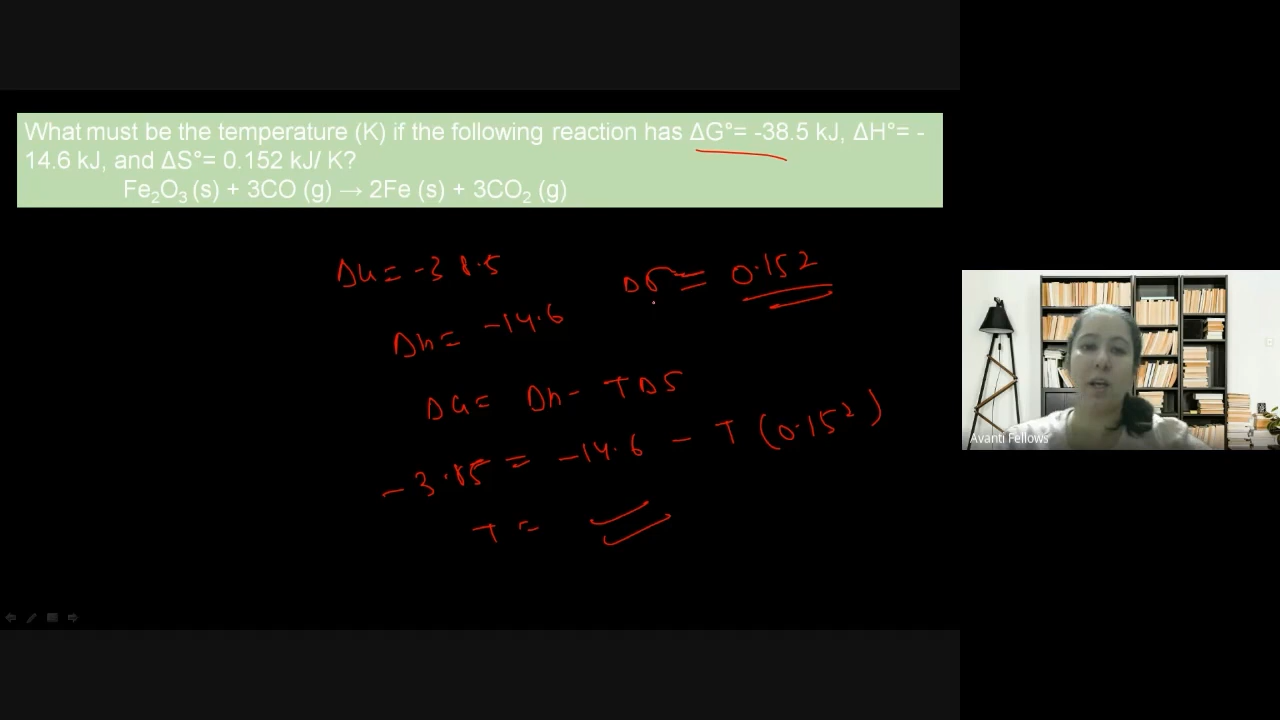 What must be the temperature (K) if the following reaction has ΔG°= -38.5 kJ, ΔH°= -
14.6 kJ, and ΔS°= 0.152 kJ/ K?
Fe₂O₃ (s) + 3CO (g) → 2Fe (s) + 3CO₂ (g)
ΔG = -38.5
ΔS = 0.152
Δh = -14.6
ΔG = Δh - TΔS
-3.85 = -14.6 - T (0.152)
T =
Avanti Fellows